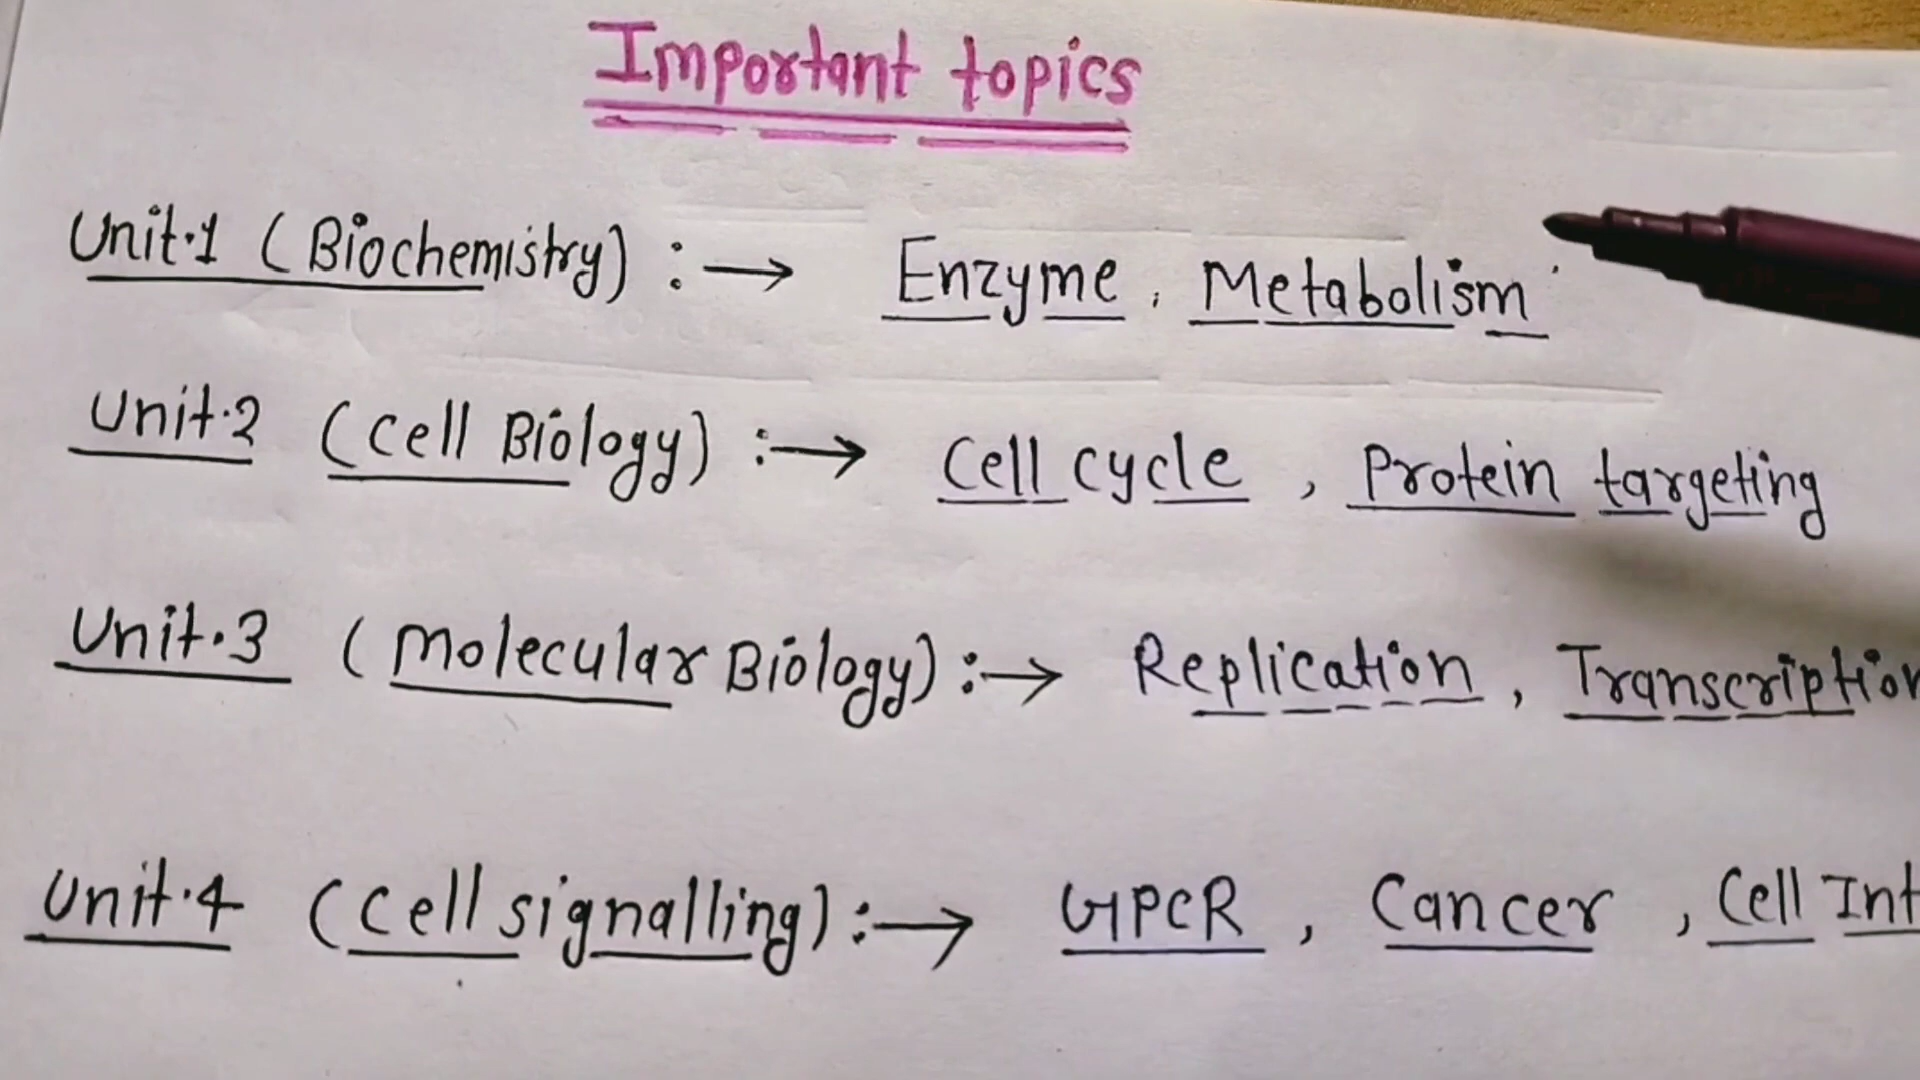 Important topics
Unit.1 (Biochemistry) :→ Enzyme, Metabolism
Unit.2 (Cell Biology) :→ Cell cycle, Protein targeting
Unit.3 (Molecular Biology) :→ Replication, Transcription
Unit.4 (Cell signalling) :→ GPCR, Cancer, Cell Int